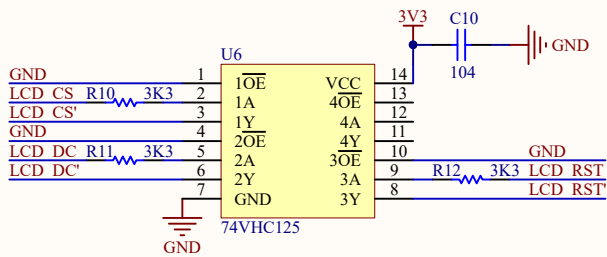 3V3
C10
GND
104
U6
GND 1 1OE VCC 14
LCD_CS R10 3K3 2 1A 4OE 13
LCD_CS' 3 1Y 4A 12
GND 4 2OE 4Y 11
LCD_DC R11 3K3 5 2A 3OE 10 GND
LCD_DC' 6 2Y 3A 9 R12 3K3 LCD_RST
7 GND 3Y 8 LCD_RST'
GND
74VHC125